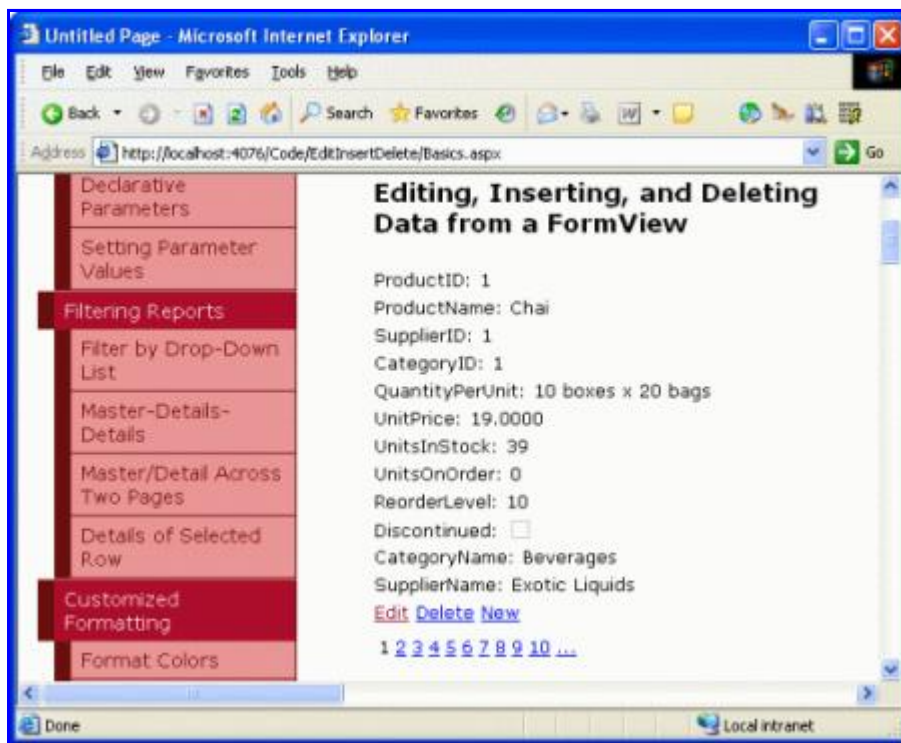 Untitled Page - Microsoft Internet Explorer
File Edit View Favorites Tools Help
Back Search Favorites
Address http://localhost:4076/Code/EditInsertDelete/Basics.aspx Go
Declarative
Parameters
Setting Parameter
Values
Filtering Reports
Filter by Drop-Down
List
Master-Details-
Details
Master/Detail Across
Two Pages
Details of Selected
Row
Customized
Formatting
Format Colors
Editing, Inserting, and Deleting
Data from a FormView
ProductID: 1
ProductName: Chai
SupplierID: 1
CategoryID: 1
QuantityPerUnit: 10 boxes x 20 bags
UnitPrice: 19.0000
UnitsInStock: 39
UnitsOnOrder: 0
ReorderLevel: 10
Discontinued:
CategoryName: Beverages
SupplierName: Exotic Liquids
Edit Delete New
1 2 3 4 5 6 7 8 9 10 ...
Done Local intranet